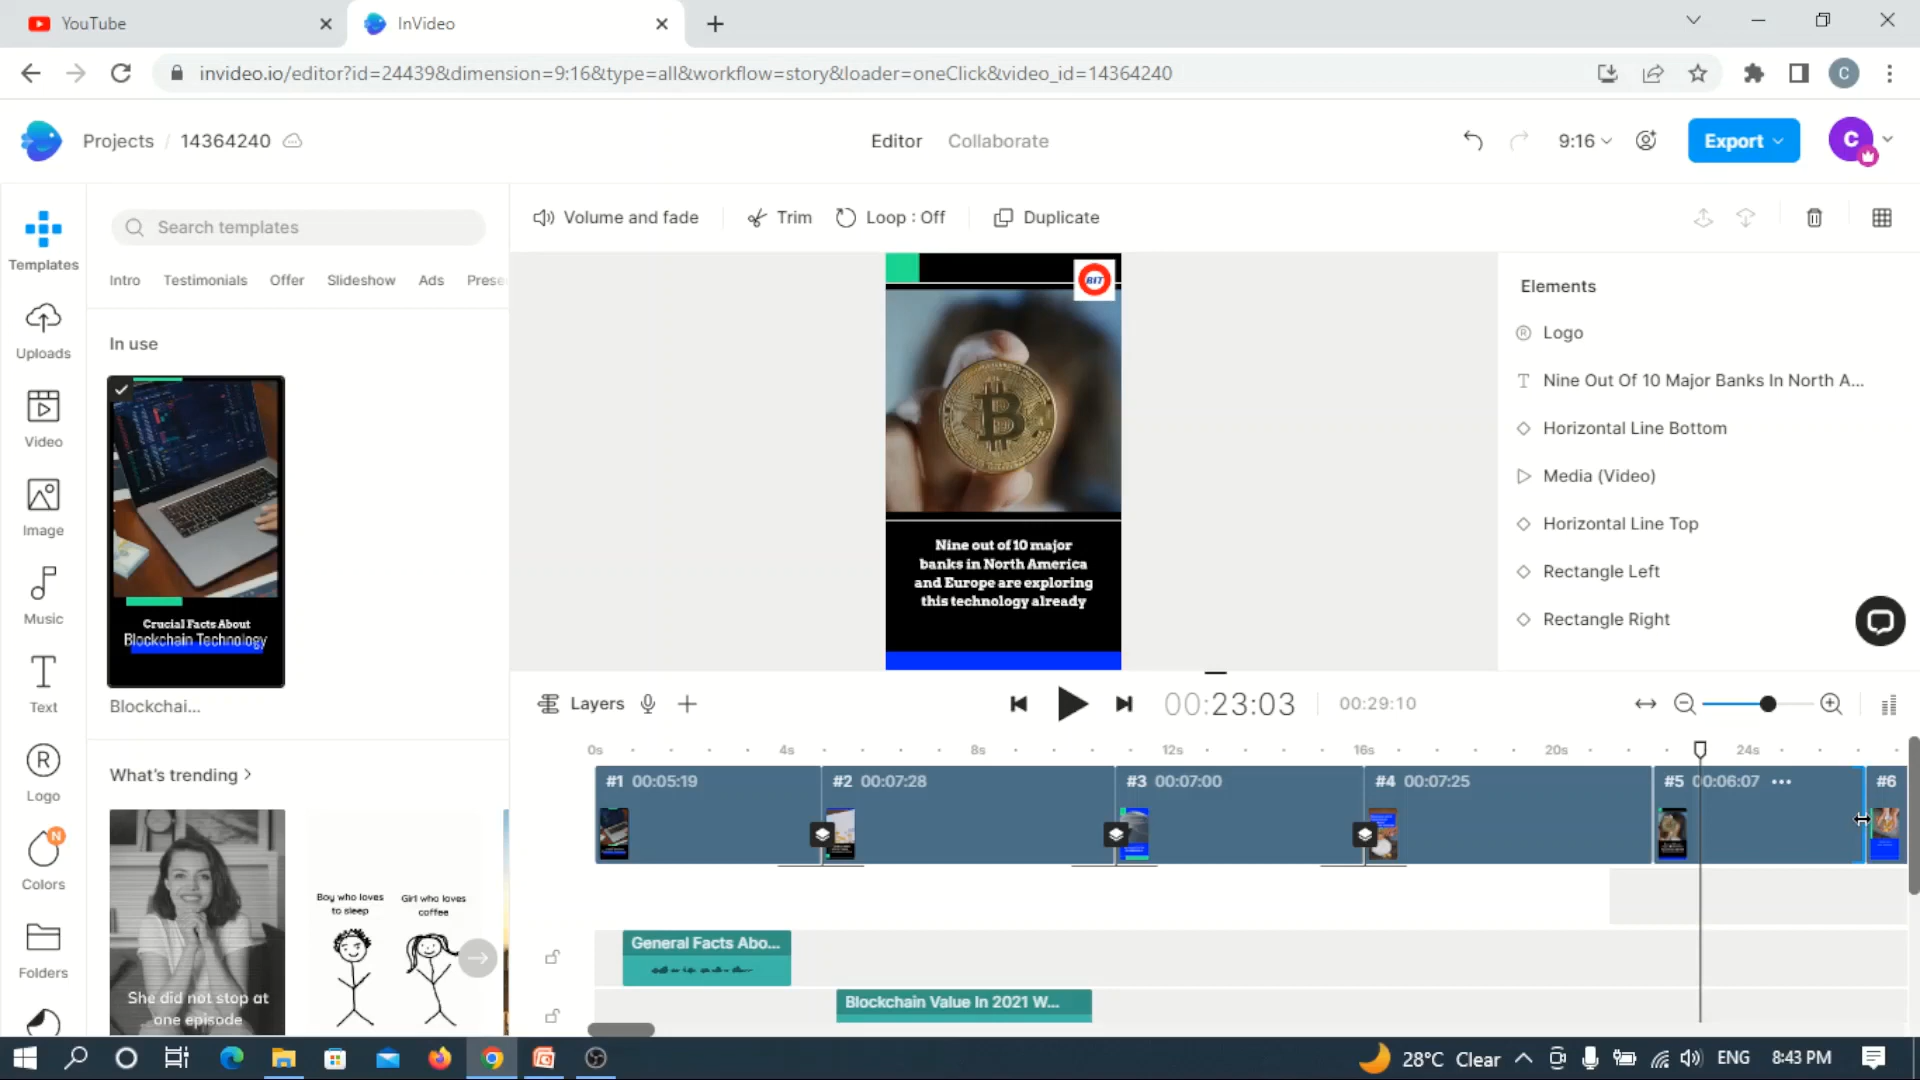 YouTube
InVideo
invideo.io/editor?id=24439&dimension=9:16&type=all&workflow=story&loader=oneClick&video_id=14364240
C
Projects / 14364240
Editor
Collaborate
9:16
Export
C
Templates
Uploads
Video
Image
Music
Text
Logo
N
Colors
Folders
Search templates
Intro
Testimonials
Offer
Slideshow
Ads
Prese
In use
Crucial Facts About
Blockchain Technology
Blockchai...
What's trending >
She did not stop at
one episode
Boy who loves
to sleep
Girl who loves
coffee
Volume and fade
Trim
Loop : Off
Duplicate
BIT
Nine out of 10 major
banks in North America
and Europe are exploring
this technology already
Elements
Logo
Nine Out Of 10 Major Banks In North A...
Horizontal Line Bottom
Media (Video)
Horizontal Line Top
Rectangle Left
Rectangle Right
Layers
00:23:03
00:29:10
0s
4s
8s
12s
16s
20s
24s
#1 00:05:19
#2 00:07:28
#3 00:07:00
#4 00:07:25
#5 00:06:07
#6
General Facts Abo...
Blockchain Value In 2021 W...
28°C Clear
ENG
8:43 PM